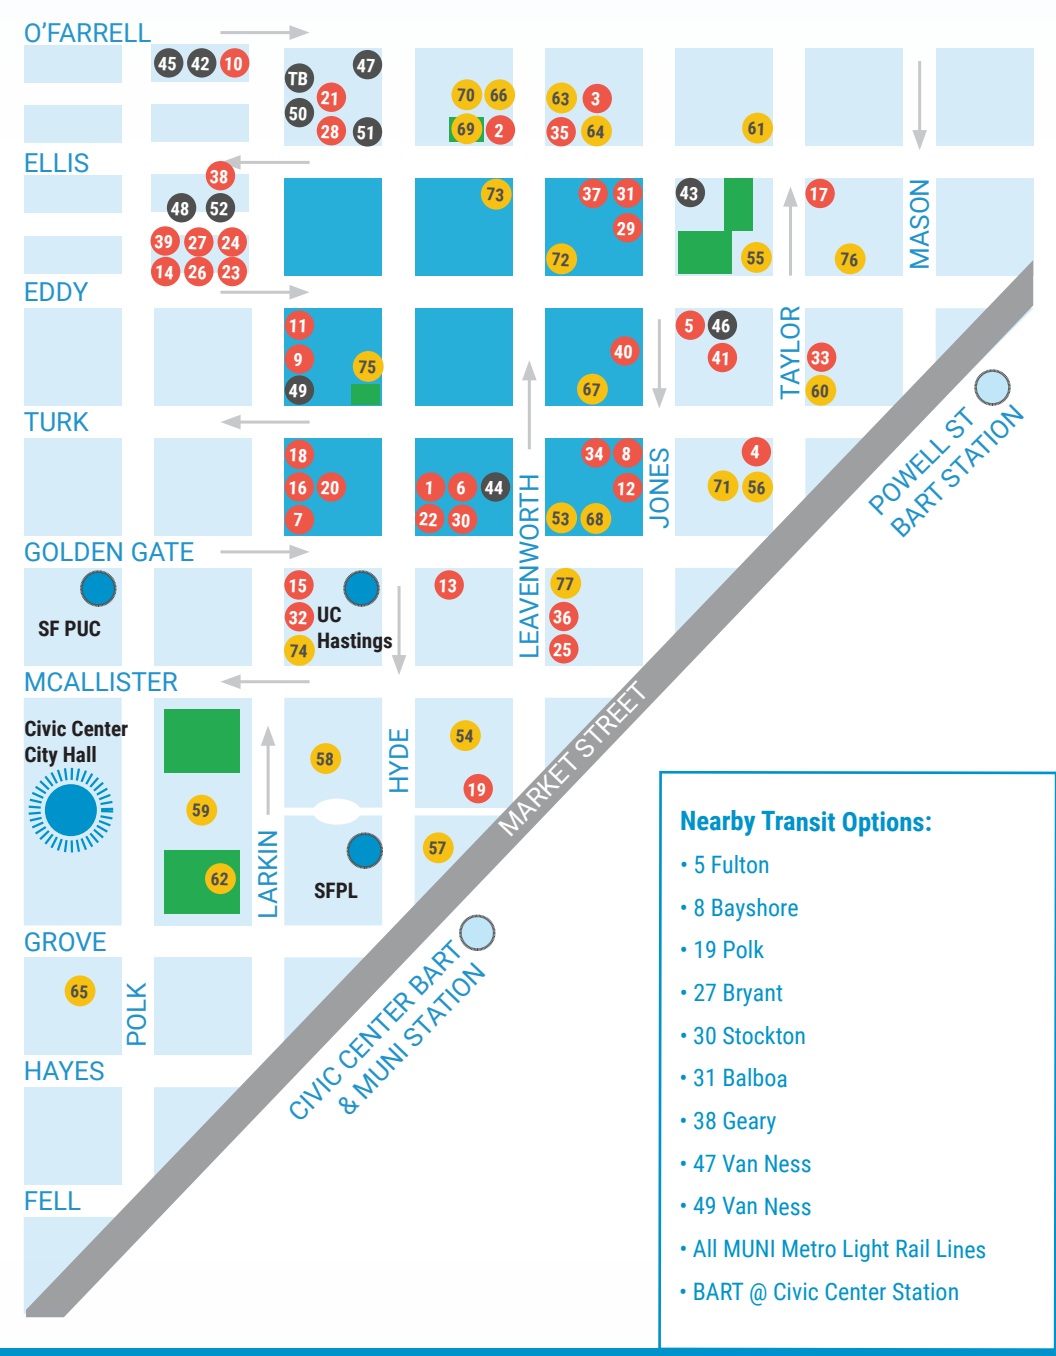 O'FARRELL
45 42 10
TB
47
21
50
28
51
70 66
69 2
63 3
35 64
61
ELLIS
38
48 52
39 27 24
14 26 23
73
37 31
29
72
43
55
17
76
MASON
EDDY
11
9
75
49
40
67
5 46
41
TAYLOR
33
60
POWELL ST
BART STATION
TURK
18
16 20
7
1 6 44
22 30
LEAVENWORTH
34 8
12
53 68
JONES
4
71 56
GOLDEN GATE
SF PUC
15
32
74
UC
Hastings
13
77
36
25
MCALLISTER
Civic Center
City Hall
59
62
LARKIN
58
SFPL
HYDE
54
19
57
MARKET STREET
GROVE
65
POLK
CIVIC CENTER BART
& MUNI STATION
HAYES
FELL
Nearby Transit Options:
• 5 Fulton
• 8 Bayshore
• 19 Polk
• 27 Bryant
• 30 Stockton
• 31 Balboa
• 38 Geary
• 47 Van Ness
• 49 Van Ness
• All MUNI Metro Light Rail Lines
• BART @ Civic Center Station